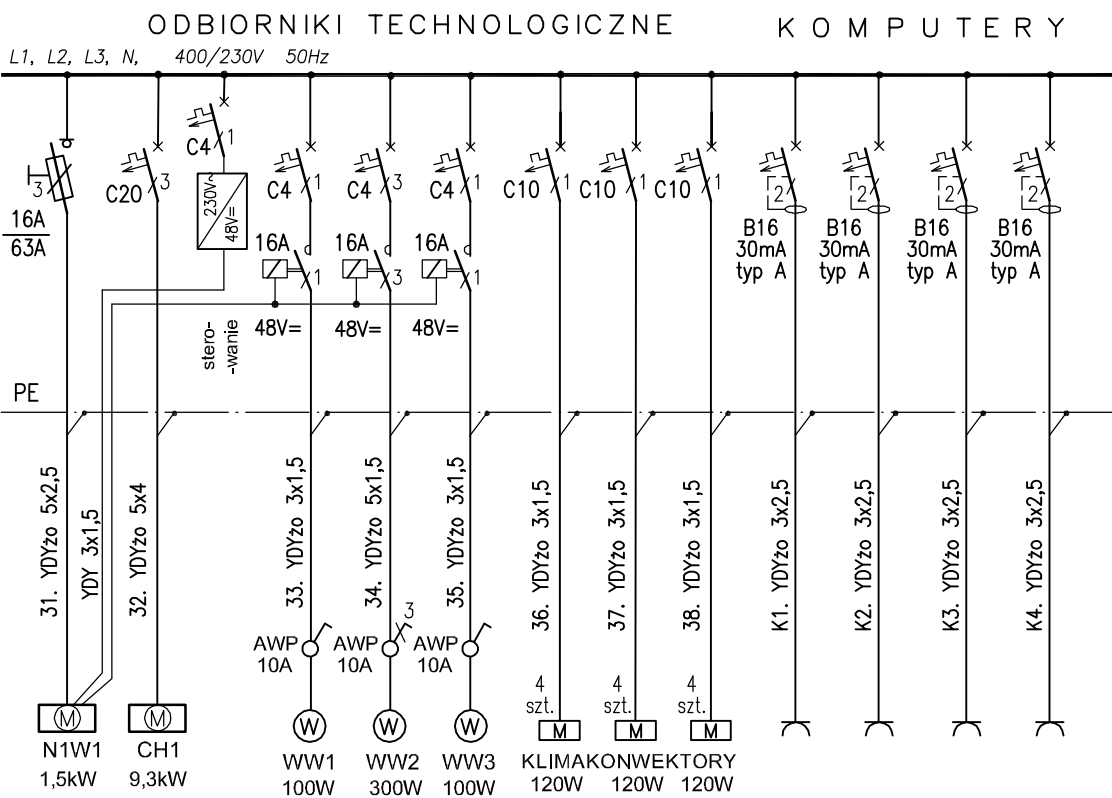 ODBIORNIKI TECHNOLOGICZNE
KOMPUTERY
L1, L2, L3, N, 400/230V 50Hz
3
16A
63A
C20
3
C4
1
230V~
48V=
C4
1
C4
3
C4
1
16A
1
16A
3
16A
1
48V=
48V=
48V=
stero-
-wanie
C10
1
C10
1
C10
1
2
B16
30mA
typ A
2
B16
30mA
typ A
2
B16
30mA
typ A
2
B16
30mA
typ A
PE
31. YDYżo 5x2,5
YDY 3x1,5
32. YDYżo 5x4
33. YDYżo 3x1,5
34. YDYżo 5x1,5
35. YDYżo 3x1,5
36. YDYżo 3x1,5
37. YDYżo 3x1,5
38. YDYżo 3x1,5
K1. YDYżo 3x2,5
K2. YDYżo 3x2,5
K3. YDYżo 3x2,5
K4. YDYżo 3x2,5
AWP
10A
AWP
10A
3
AWP
10A
4
szt.
4
szt.
4
szt.
M
M
W
W
W
M
M
M
N1W1
1,5kW
CH1
9,3kW
WW1
100W
WW2
300W
WW3
100W
KLIMAKONWEKTORY
120W
120W
120W